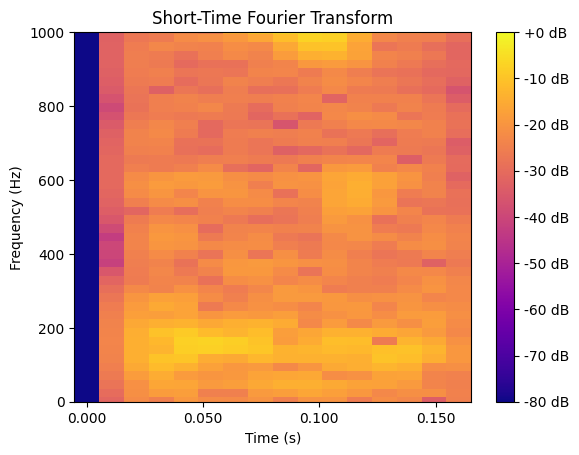 Short-Time Fourier Transform
1000
800
600
400
200
0
Frequency (Hz)
0.000
0.050
0.100
0.150
Time (s)
+0 dB
-10 dB
-20 dB
-30 dB
-40 dB
-50 dB
-60 dB
-70 dB
-80 dB